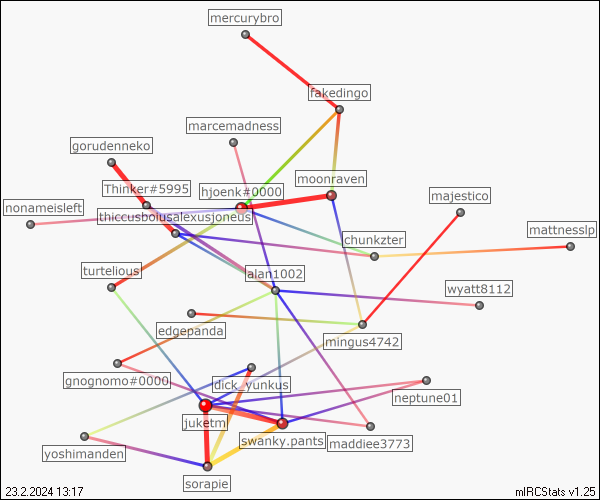 mercurybro
fakedingo
marcemadness
gorudenneko
moonraven
Thinker#5995
hjoenk#0000
majestico
nonameisleft
thiccusbolusalexusjoneus
chunkzter
mattnesslp
turtelious
alan1002
wyatt8112
edgepanda
mingus4742
gnognomo#0000
dick_yunkus
neptune01
juketm
swanky.pants
maddiee3773
yoshimanden
sorapie
23.2.2024 13:17
mIRCStats v1.25